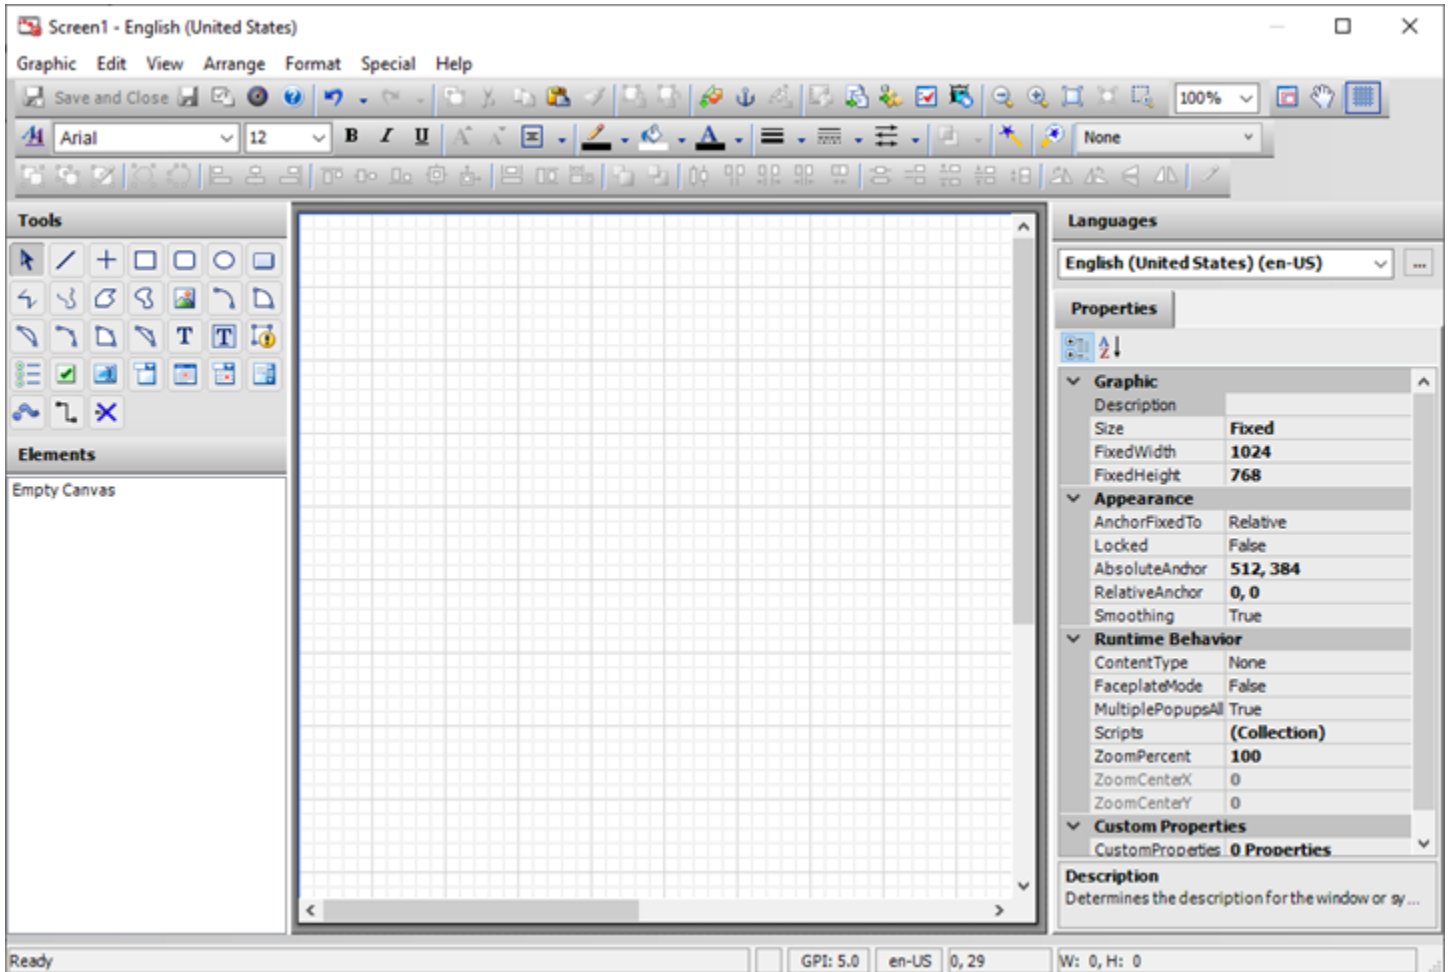 Screen1 - English (United States)
Graphic Edit View Arrange Format Special Help
Save and Close 100%
Arial 12 B I U A A A None
Tools
Languages
English (United States) (en-US) ...
Properties
A
Z
T T
Graphic
Description
Size Fixed
FixedWidth 1024
FixedHeight 768
Appearance
AnchorFixedTo Relative
Locked False
AbsoluteAnchor 512, 384
RelativeAnchor 0, 0
Smoothing True
Runtime Behavior
ContentType None
FaceplateMode False
MultiplePopupsAll True
Scripts (Collection)
ZoomPercent 100
ZoomCenterX 0
ZoomCenterY 0
Custom Properties
CustomProperties 0 Properties
Description
Determines the description for the window or sy ...
Elements
Empty Canvas
Ready GPI: 5.0 en-US 0, 29 W: 0, H: 0